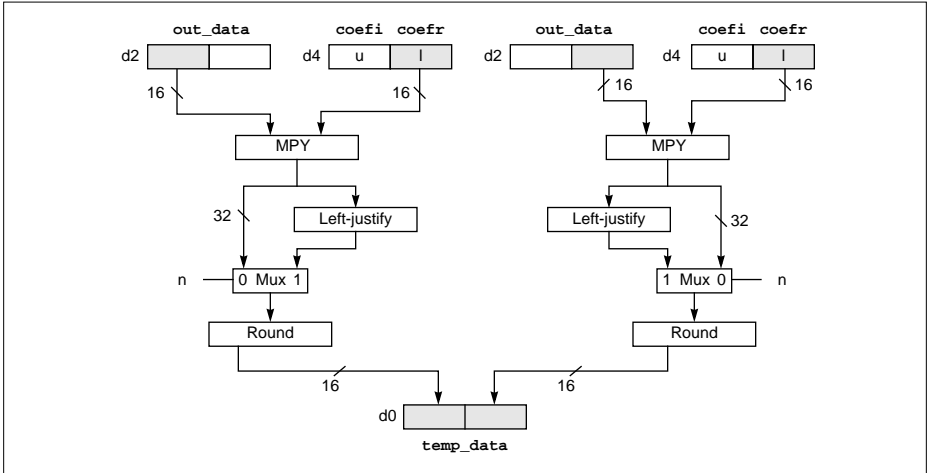 out_data coefi coefr out_data coefi coefr
d2 d4 u l d2 d4 u l
16 16 16 16
MPY MPY
32 Left-justify Left-justify 32
n 0 Mux 1 1 Mux 0 n
Round Round
16 16
d0
temp_data